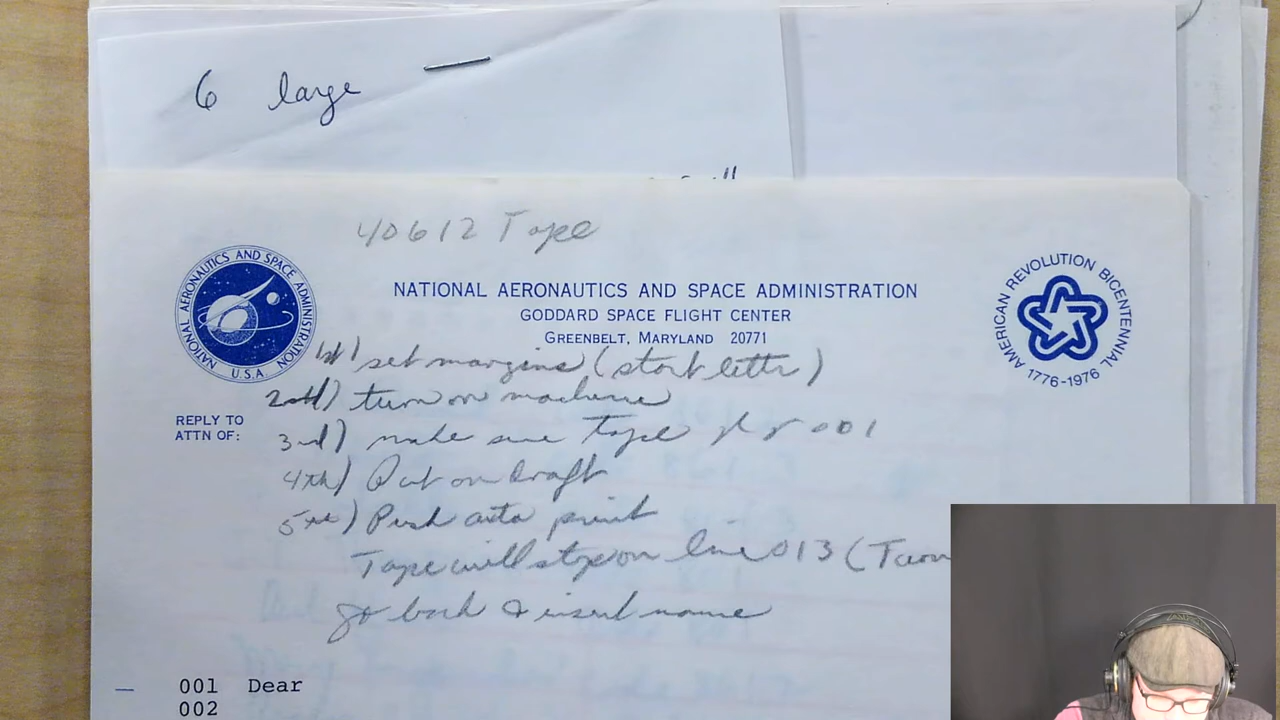 6 large
40612 Tape
NATIONAL AERONAUTICS AND SPACE ADMINISTRATION
NATIONAL AERONAUTICS AND SPACE ADMINISTRATION
GODDARD SPACE FLIGHT CENTER
GREENBELT, MARYLAND 20771
U.S.A.
AMERICAN REVOLUTION BICENTENNIAL
1776-1976
1st) set margins (start letter)
2nd) turn on machine
REPLY TO
ATTN OF:
3rd) make sure tape 001
4th) Put on draft
5th) Push auto print
Tape will stop on line 013 (Turn
go back & insert name
001 Dear
002